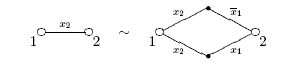 x₂ x₂ x̄₁
1 2 ~ 1 2
x₂ x₁